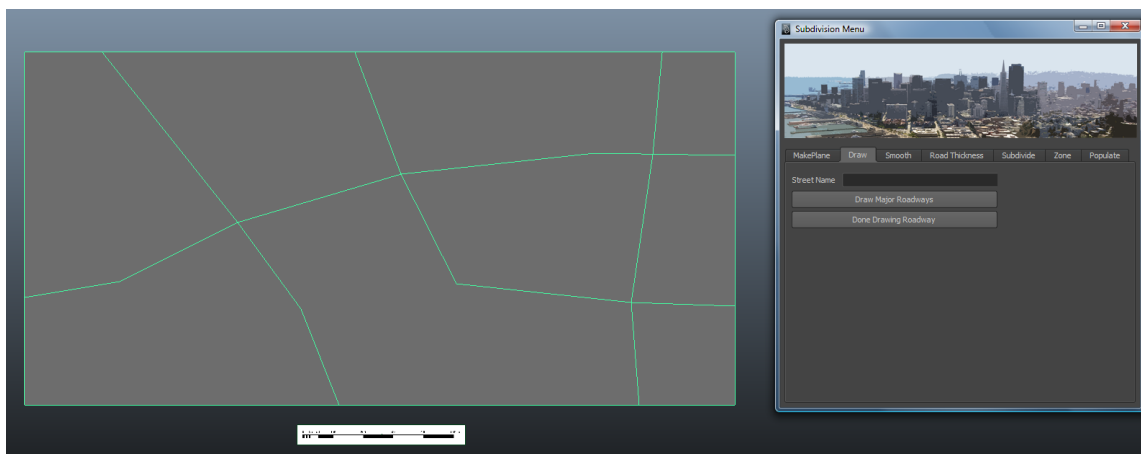 Subdivision Menu
MakePlane Draw Smooth Road Thickness Subdivide Zone Populate
Street Name
Draw Major Roadways
Done Drawing Roadway